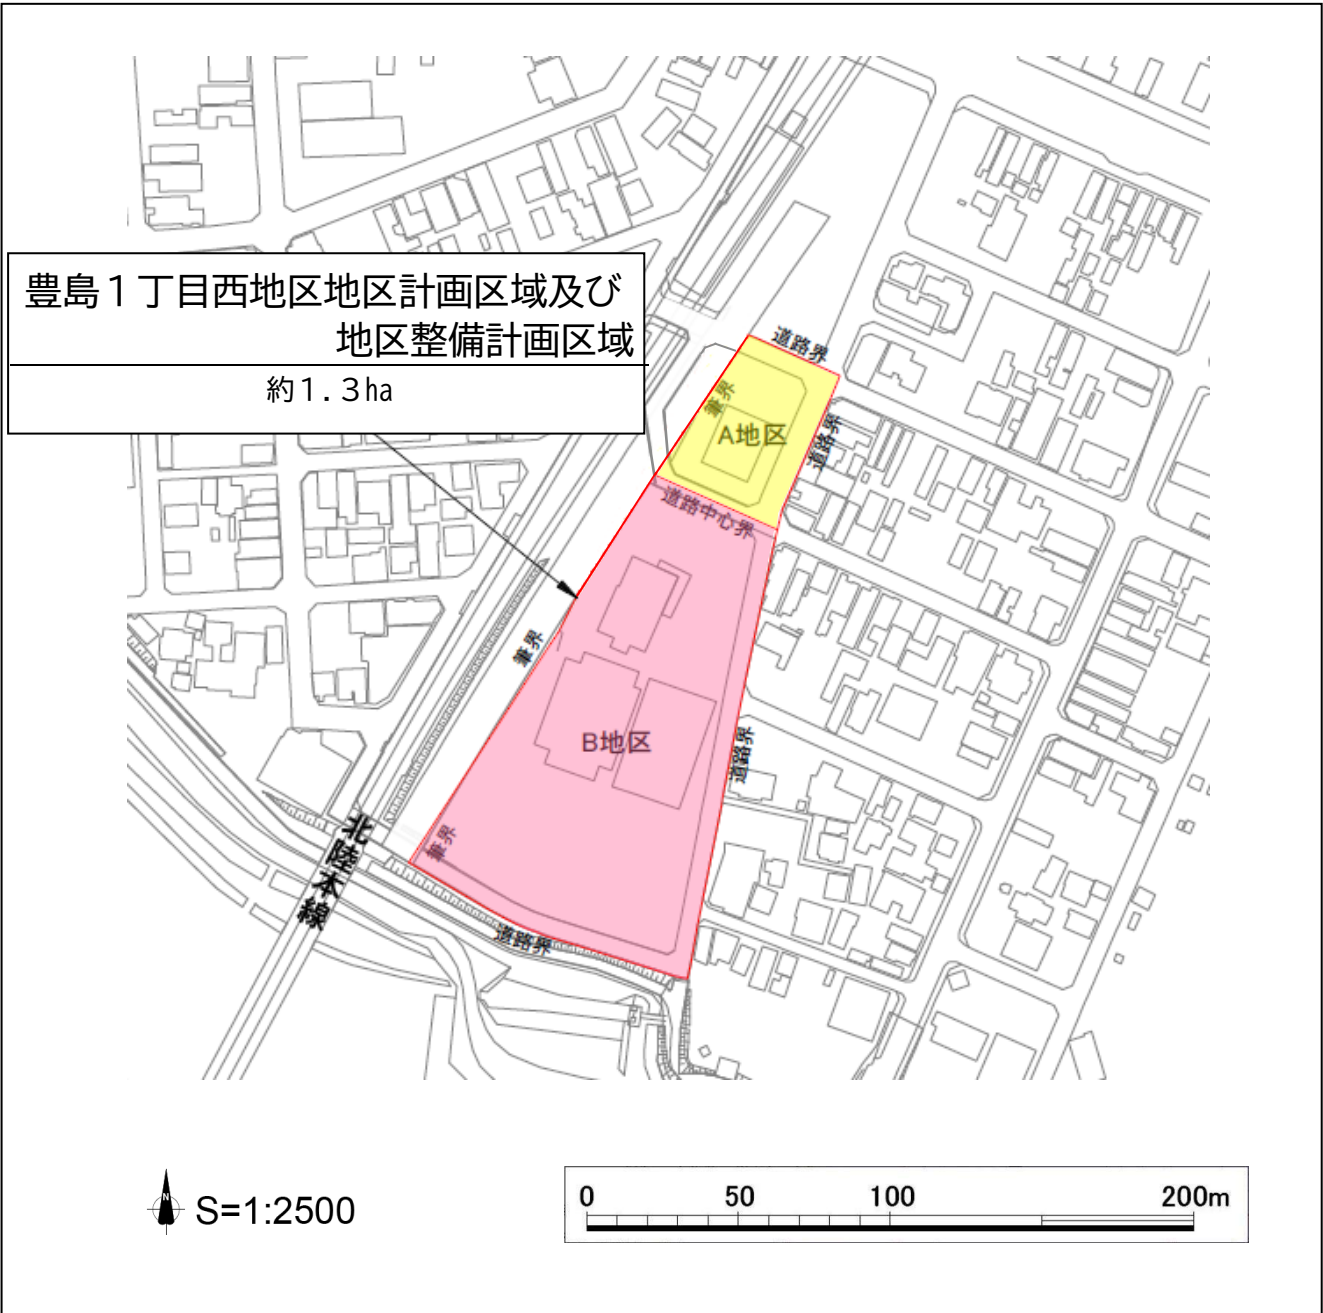 豊島１丁目西地区地区計画区域及び
地区整備計画区域
約１.３ha
道路界
筆界
A地区
道路界
道路中心界
筆界
B地区
道路界
筆界
北陸本線
道路界
N
S=1:2500
0 50 100 200m